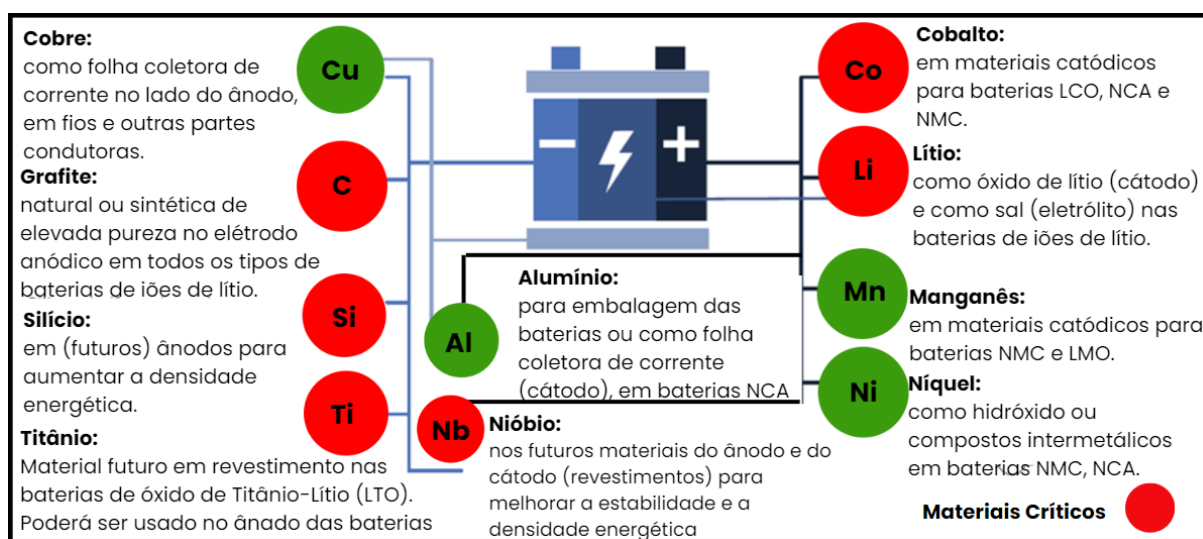 Cobre:
como folha coletora de
corrente no lado do ânodo,
em fios e outras partes
condutoras.
Cu
Grafite:
natural ou sintética de
elevada pureza no elétrodo
anódico em todos os tipos de
baterias de iões de lítio.
C
Silício:
em (futuros) ânodos para
aumentar a densidade
energética.
Si
Titânio:
Material futuro em revestimento nas
baterias de óxido de Titânio-Lítio (LTO).
Poderá ser usado no ânado das baterias
Ti
Alumínio:
para embalagem das
baterias ou como folha
coletora de corrente
(cátodo), em baterias NCA
Al
Nb
Nióbio:
nos futuros materiais do ânodo e do
cátodo (revestimentos) para
melhorar a estabilidade e a
densidade energética
Co
Cobalto:
em materiais catódicos
para baterias LCO, NCA e
NMC.
Li
Lítio:
como óxido de lítio (cátodo)
e como sal (eletrólito) nas
baterias de iões de lítio.
Mn
Manganês:
em materiais catódicos para
baterias NMC e LMO.
Ni
Níquel:
como hidróxido ou
compostos intermetálicos
em baterias NMC, NCA.
Materiais Críticos